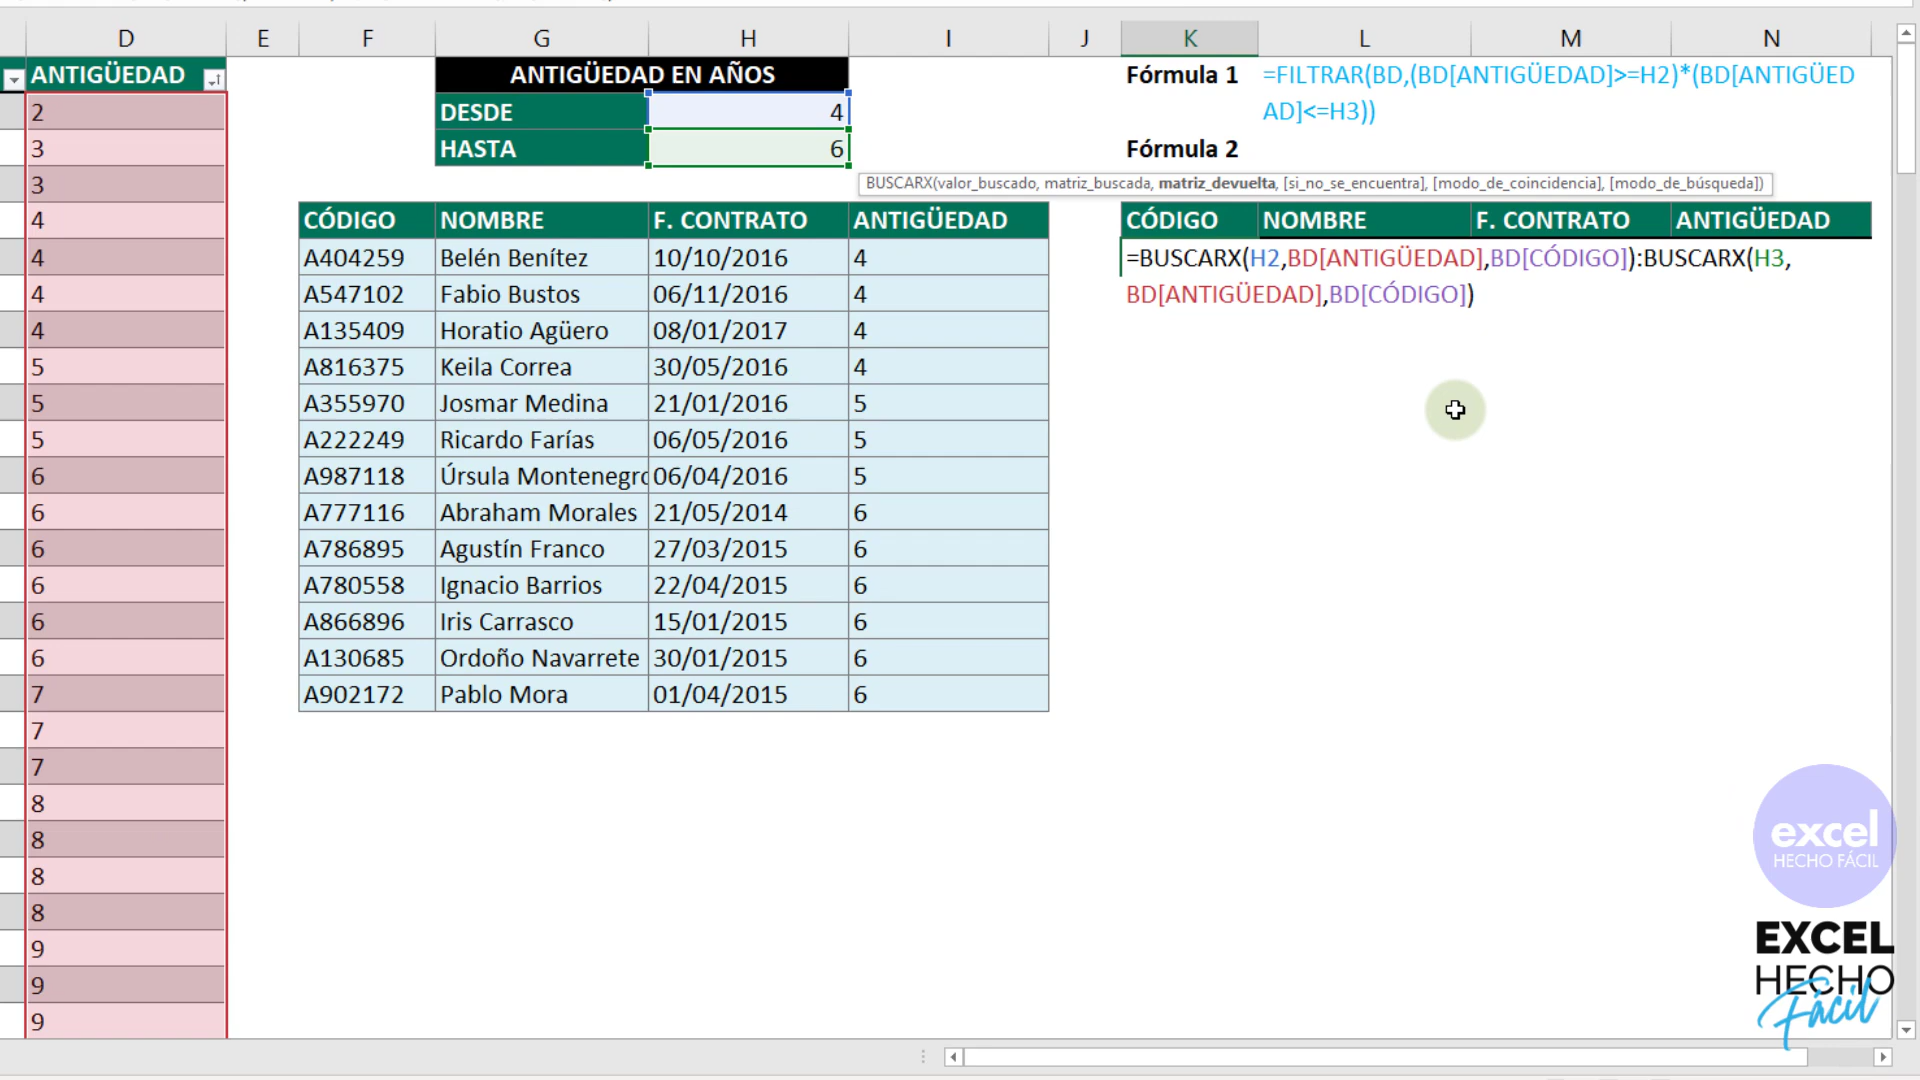 D E F G H I J K L M N
ANTIGÜEDAD
2
3
3
4
4
4
4
5
5
5
6
6
6
6
6
6
7
7
7
8
8
8
8
9
9
9
ANTIGÜEDAD EN AÑOS
DESDE 4
HASTA 6
Fórmula 1 =FILTRAR(BD,(BD[ANTIGÜEDAD]>=H2)*(BD[ANTIGÜED
AD]<=H3))
Fórmula 2
BUSCARX(valor_buscado, matriz_buscada, matriz_devuelta, [si_no_se_encuentra], [modo_de_coincidencia], [modo_de_búsqueda])
CÓDIGO NOMBRE F. CONTRATO ANTIGÜEDAD
A404259 Belén Benítez 10/10/2016 4
A547102 Fabio Bustos 06/11/2016 4
A135409 Horatio Agüero 08/01/2017 4
A816375 Keila Correa 30/05/2016 4
A355970 Josmar Medina 21/01/2016 5
A222249 Ricardo Farías 06/05/2016 5
A987118 Úrsula Montenegro 06/04/2016 5
A777116 Abraham Morales 21/05/2014 6
A786895 Agustín Franco 27/03/2015 6
A780558 Ignacio Barrios 22/04/2015 6
A866896 Iris Carrasco 15/01/2015 6
A130685 Ordoño Navarrete 30/01/2015 6
A902172 Pablo Mora 01/04/2015 6
CÓDIGO NOMBRE F. CONTRATO ANTIGÜEDAD
=BUSCARX(H2,BD[ANTIGÜEDAD],BD[CÓDIGO]):BUSCARX(H3,
BD[ANTIGÜEDAD],BD[CÓDIGO])
excel
HECHO FÁCIL
EXCEL
HECHO
Fácil